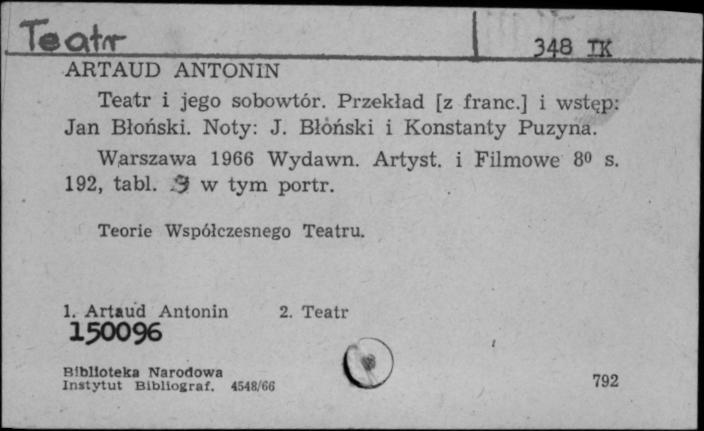 Teatr
348 IK
ARTAUD ANTONIN
Teatr i jego sobowtór. Przekład [z franc.] i wstęp:
Jan Błoński. Noty: J. Błoński i Konstanty Puzyna.
Warszawa 1966 Wydawn. Artyst. i Filmowe 8⁰ s.
192, tabl. 9 w tym portr.
Teorie Współczesnego Teatru.
1. Artaud Antonin 2. Teatr
150096
Biblioteka Narodowa
Instytut Bibliograf. 4548/66
792